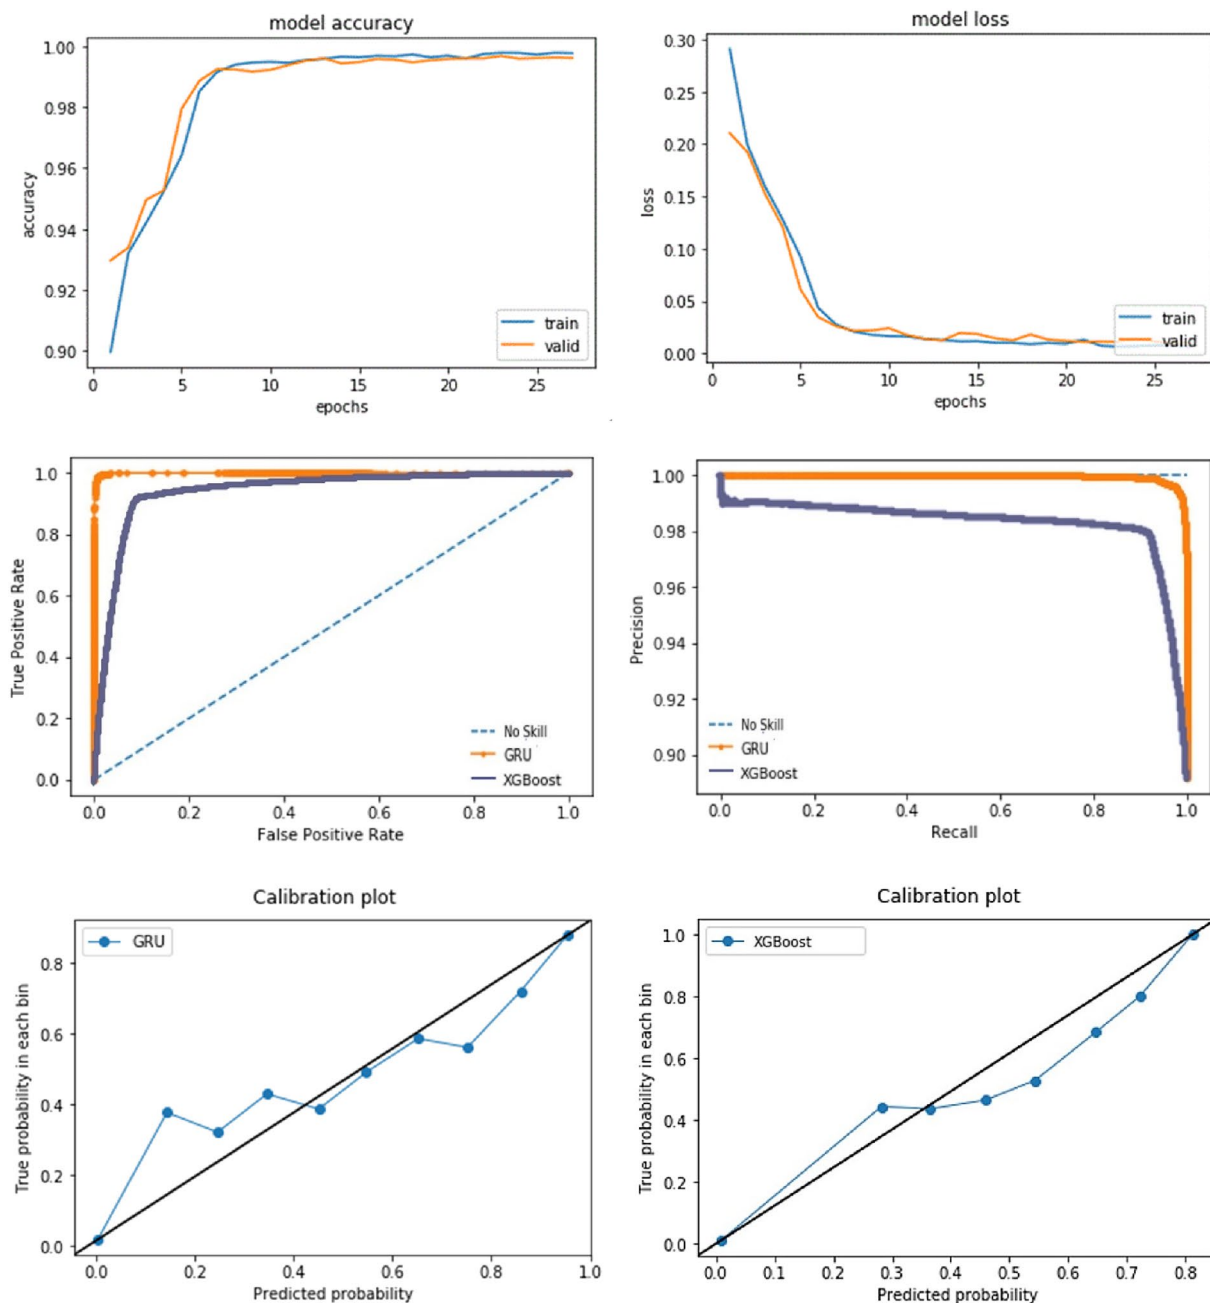 model accuracy
1.00
0.98
0.96
0.94
0.92
0.90
accuracy
train
valid
0 5 10 15 20 25
epochs
model loss
0.30
0.25
0.20
0.15
0.10
0.05
0.00
loss
train
valid
0 5 10 15 20 25
epochs
1.0
0.8
0.6
0.4
0.2
0.0
True Positive Rate
No Skill
GRU
XGBoost
0.0 0.2 0.4 0.6 0.8 1.0
False Positive Rate
1.00
0.98
0.96
0.94
0.92
0.90
Precision
No Skill
GRU
XGBoost
0.0 0.2 0.4 0.6 0.8 1.0
Recall
Calibration plot
GRU
0.8
0.6
0.4
0.2
0.0
True probability in each bin
0.0 0.2 0.4 0.6 0.8 1.0
Predicted probability
Calibration plot
XGBoost
1.0
0.8
0.6
0.4
0.2
0.0
True probability in each bin
0.0 0.1 0.2 0.3 0.4 0.5 0.6 0.7 0.8
Predicted probability